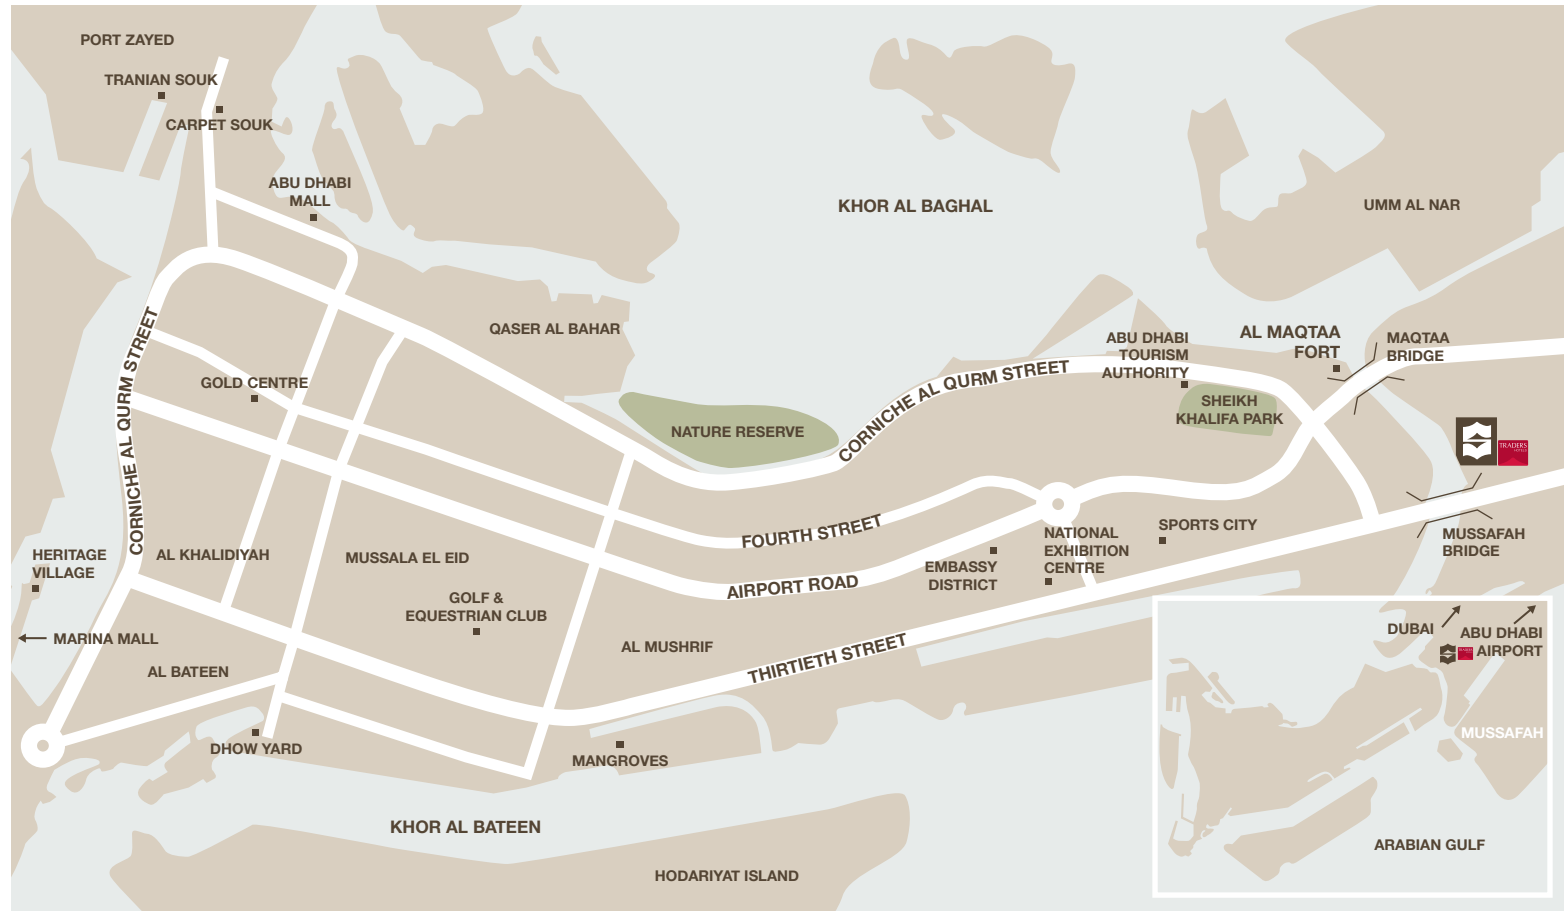 PORT ZAYED
TRANIAN SOUK
CARPET SOUK
ABU DHABI
MALL
KHOR AL BAGHAL
UMM AL NAR
QASER AL BAHAR
CORNICHE AL QURM STREET
GOLD CENTRE
NATURE RESERVE
CORNICHE AL QURM STREET
ABU DHABI
TOURISM
AUTHORITY
AL MAQTAA
FORT
MAQTAA
BRIDGE
SHEIKH
KHALIFA PARK
TRADERS
HOTELS
FOURTH STREET
AIRPORT ROAD
THIRTIETH STREET
NATIONAL
EXHIBITION
CENTRE
SPORTS CITY
EMBASSY
DISTRICT
MUSSAFAH
BRIDGE
HERITAGE
VILLAGE
AL KHALIDIYAH
MUSSALA EL EID
GOLF &
EQUESTRIAN CLUB
MARINA MALL
AL BATEEN
AL MUSHRIF
DHOW YARD
MANGROVES
KHOR AL BATEEN
HODARIYAT ISLAND
DUBAI
ABU DHABI
AIRPORT
MUSSAFAH
ARABIAN GULF